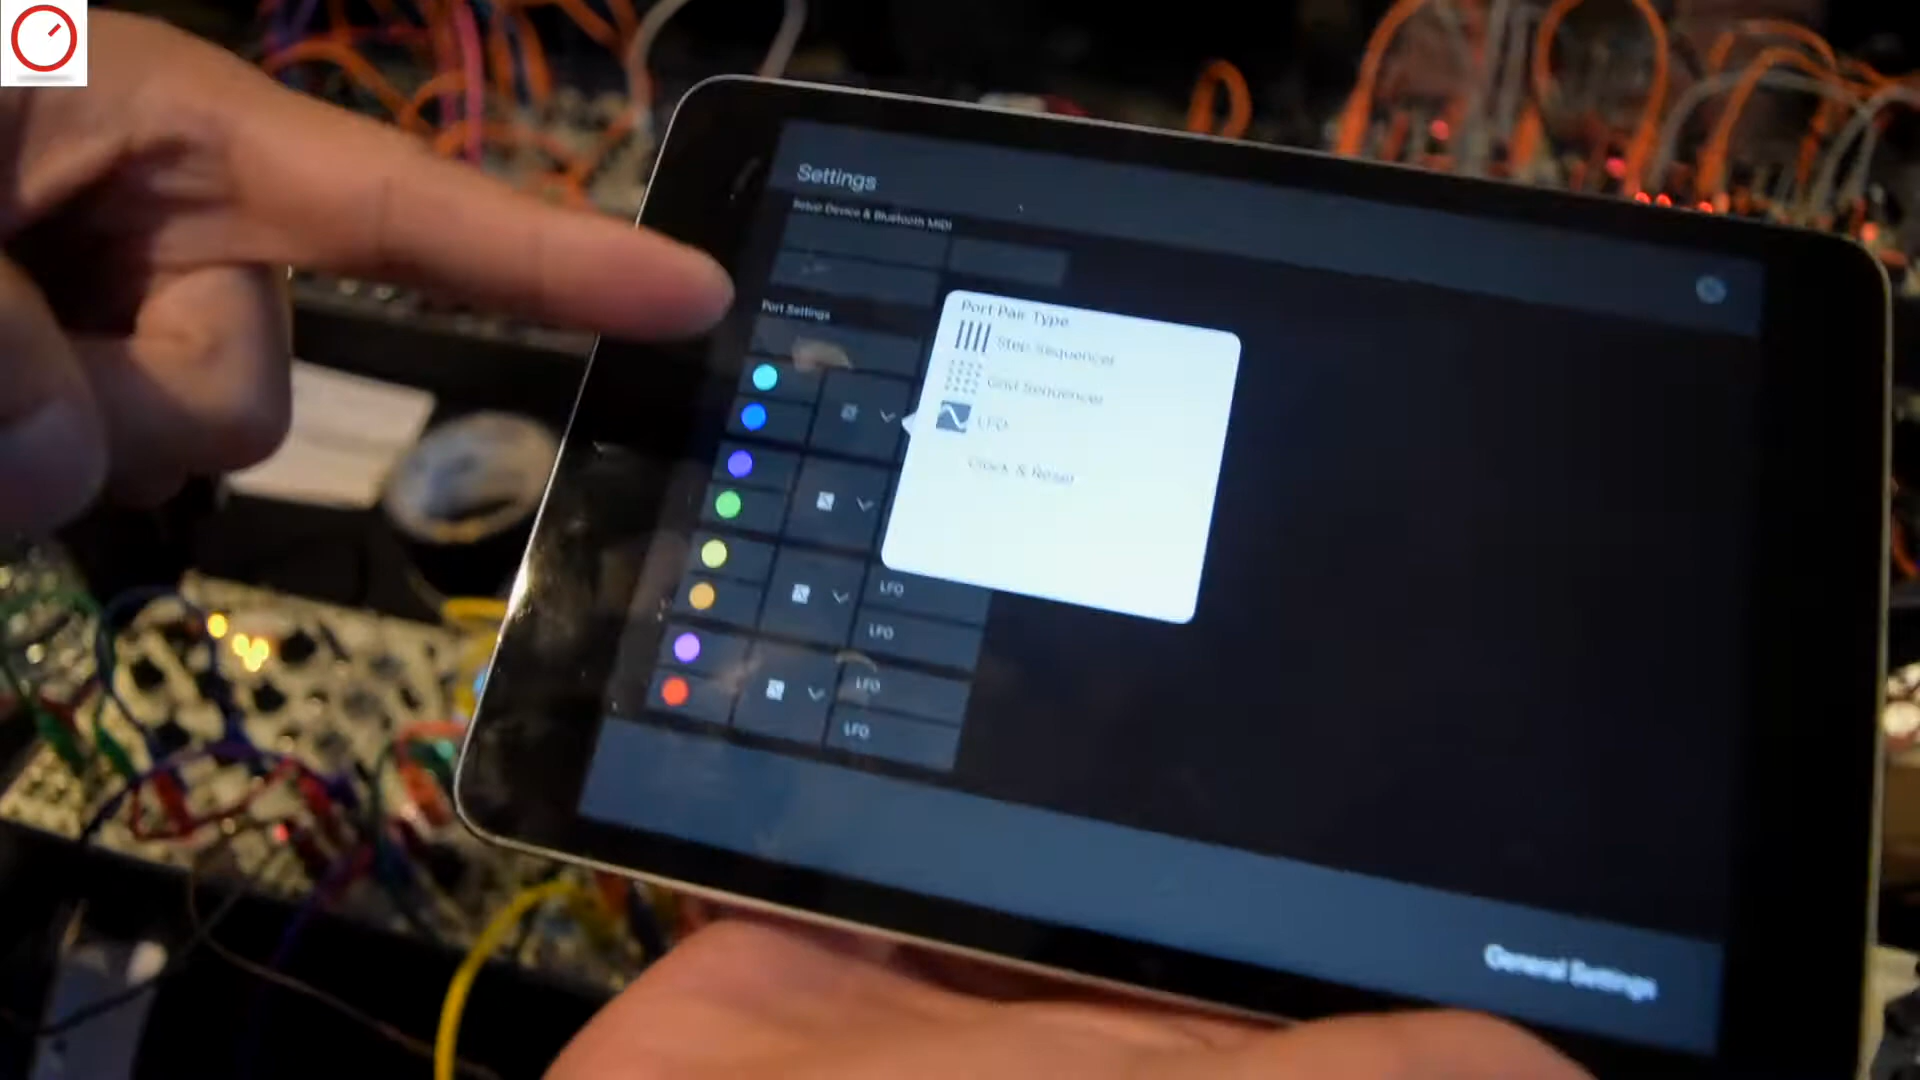 Settings
Setup Device & Bluetooth MIDI
Port Settings
Port Pair Type
Step Sequencer
Grid Sequencer
LFO
Clock & Reset
LFO
LFO
LFO
LFO
General Settings